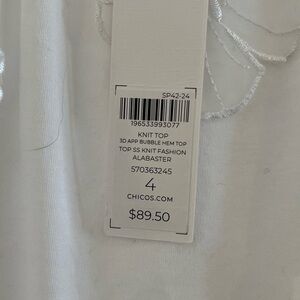 SP42-24
196533993077
KNIT TOP
3D APP BUBBLE HEM TOP
TOP SS KNIT FASHION
ALABASTER
570363245
4
CHICOS.COM
$89.50